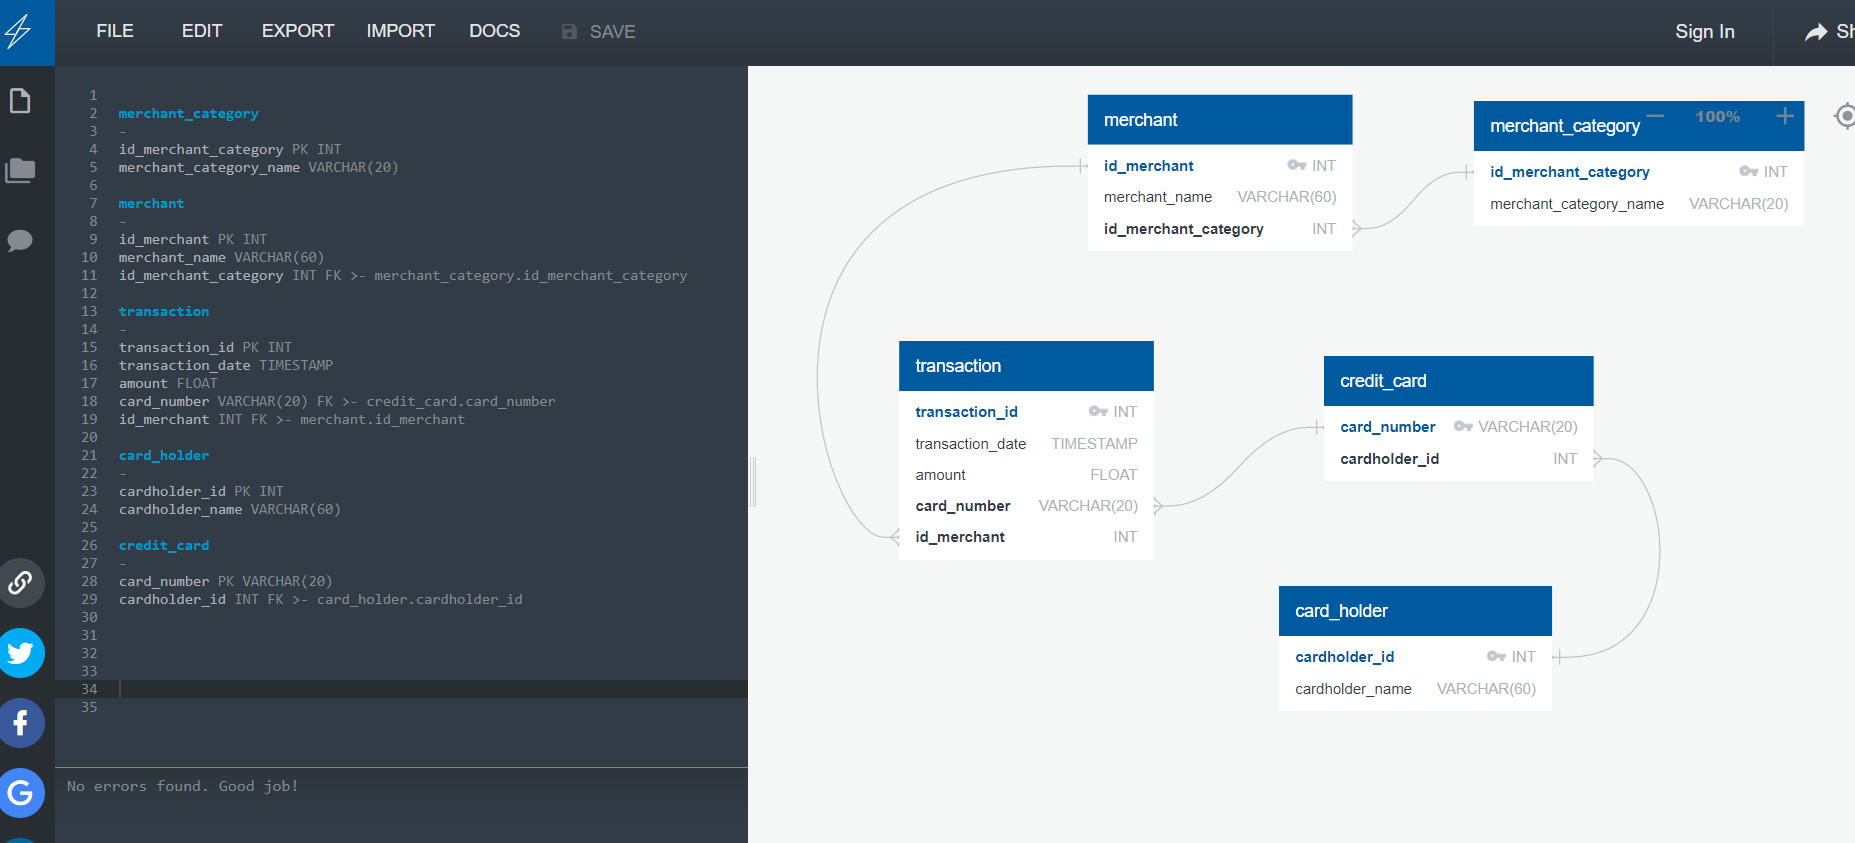 FILE EDIT EXPORT IMPORT DOCS SAVE Sign In Sh
1
2 merchant_category
3 -
4 id_merchant_category PK INT
5 merchant_category_name VARCHAR(20)
6
7 merchant
8 -
9 id_merchant PK INT
10 merchant_name VARCHAR(60)
11 id_merchant_category INT FK >- merchant_category.id_merchant_category
12
13 transaction
14 -
15 transaction_id PK INT
16 transaction_date TIMESTAMP
17 amount FLOAT
18 card_number VARCHAR(20) FK >- credit_card.card_number
19 id_merchant INT FK >- merchant.id_merchant
20
21 card_holder
22 -
23 cardholder_id PK INT
24 cardholder_name VARCHAR(60)
25
26 credit_card
27 -
28 card_number PK VARCHAR(20)
29 cardholder_id INT FK >- card_holder.cardholder_id
30
31
32
33
34
35
No errors found. Good job!
merchant
id_merchant INT
merchant_name VARCHAR(60)
id_merchant_category INT
merchant_category
100%
id_merchant_category INT
merchant_category_name VARCHAR(20)
transaction
transaction_id INT
transaction_date TIMESTAMP
amount FLOAT
card_number VARCHAR(20)
id_merchant INT
credit_card
card_number VARCHAR(20)
cardholder_id INT
card_holder
cardholder_id INT
cardholder_name VARCHAR(60)